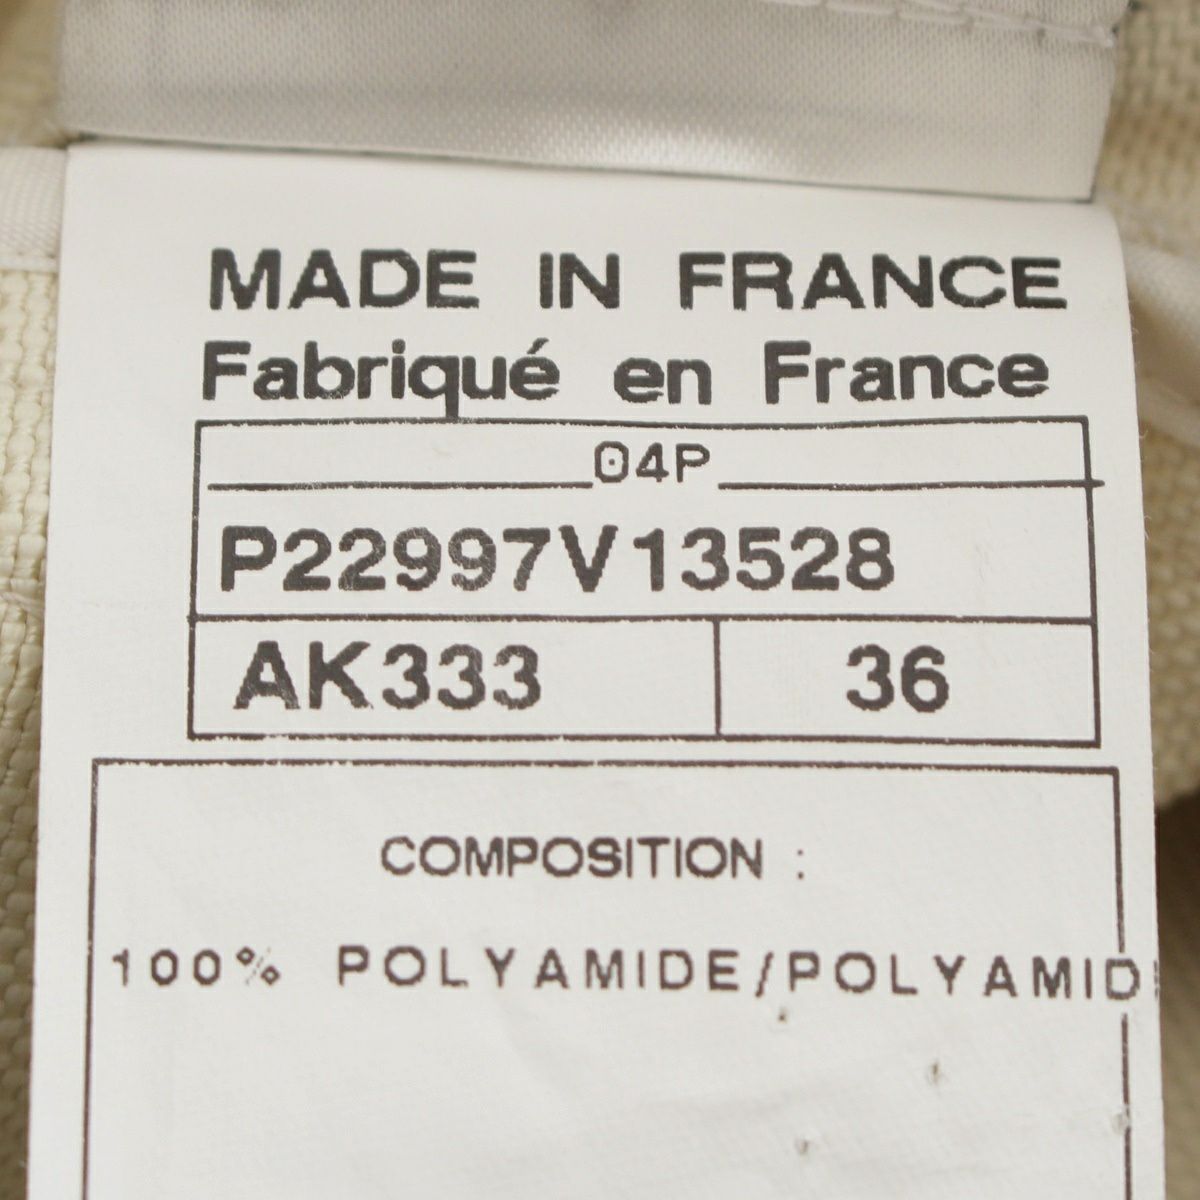 MADE IN FRANCE
Fabriqué en France
04P
P22997V13528
AK333 36
COMPOSITION :
100% POLYAMIDE/POLYAMID